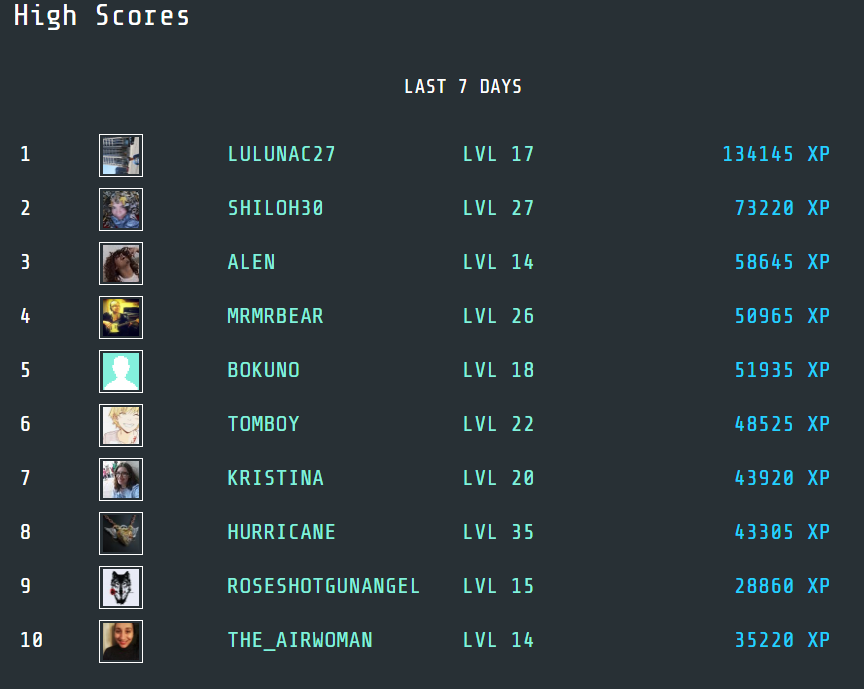 High Scores
LAST 7 DAYS
1 LULUNAC27 LVL 17 134145 XP
2 SHILOH30 LVL 27 73220 XP
3 ALEN LVL 14 58645 XP
4 MRMRBEAR LVL 26 50965 XP
5 BOKUNO LVL 18 51935 XP
6 TOMBOY LVL 22 48525 XP
7 KRISTINA LVL 20 43920 XP
8 HURRICANE LVL 35 43305 XP
9 ROSESHOTGUNANGEL LVL 15 28860 XP
10 THE_AIRWOMAN LVL 14 35220 XP